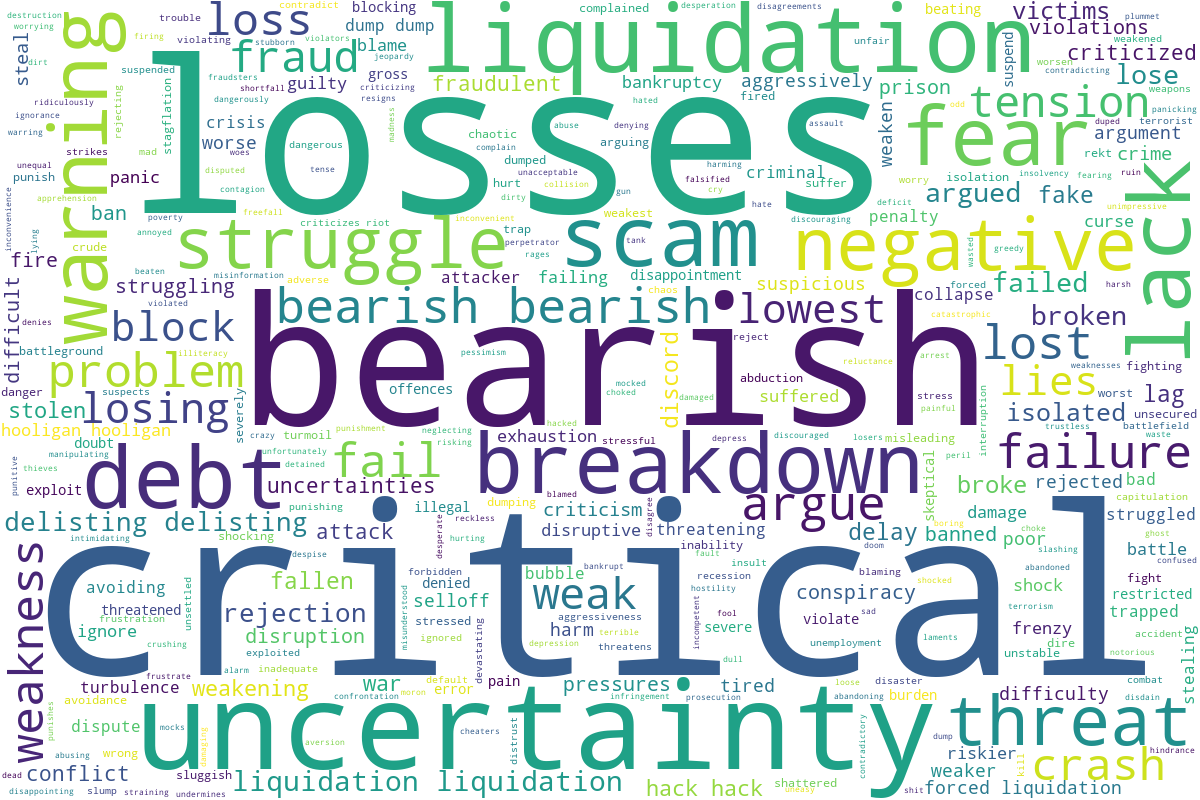 destruction
trouble
contradict
blocking
complained
desperation
disagreements
victims
worrying
loss
liquidation
plummet
firing
stubborn
violators
dump dump
beating
violations
weakened
steal
warning
violating
fraud
blame
unfair
suspend
criticized
contradicting
dirt
jeopardy
worsen
suspended
fraudsters
gross
criticizing
fraudulent
bankruptcy
aggressively
prison
lose
weapons
shortfall
guilty
resigns
hated
fired
tension
panicking
ridiculously
rejecting
dangerously
losses
odd
fear
duped
terrorist
ignorance
stagflation
crisis
madness
abuse
denying
assault
weaken
argument
warring
chaotic
arguing
strikes
mad
worse
woes
dangerous
complain
rekt
crime
unequal
disputed
tense
dumped
unacceptable
harming
criminal
isolation
insolvency
fearing
ruin
punish
panic
contagion
hurt
falsified
collision
gun
cry
suffer
worry
argued
fake
lack
apprehension
poverty
dirty
hate
deficit
inconvenience
ban
freefall
criticizes riot
inconvenient
weakest
discouraging
penalty
curse
unimpressive
lying
annoyed
struggle
trap
scam
negative
crude
perpetrator
tank
wasted
greedy
fire
rages
beaten
misinformation
adverse
attacker
failing
disappointment
suspicious
forced
failed
harsh
difficult
struggling
chaos
collapse
denies
violated
bearish bearish
lowest
catastrophic
broken
block
bearish
discord
reject
lost
battleground
illiteracy
pessimism
reluctance
arrest
weaknesses
fighting
problem
offences
mocked
abduction
stress
lies
worst
lag
danger
suspects
severely
choked
damaged
suffered
painful
stolen
losing
isolated
unsecured
hooligan hooligan
crazy
turmoil
punishment
neglecting
hacked
interruption
trustless
battlefield
doubt
risking
exhaustion
stressful
depress
discouraged
losers
misleading
waste
manipulating
unfortunately
fail
breakdown
peril
failure
punitive
thieves
detained
debt
skeptical
exploit
uncertainties
blamed
argue
broke
rejected
bad
capitulation
punishing
dumping
illegal
criticism
disagree
damage
struggled
delisting delisting
attack
reckless
disruptive
threatening
delay
banned
poor
boring
choke
ghost
intimidating
shocking
desperate
hurting
inability
doom
slashing
battle
critical
despise
fault
abandoned
confused
weakness
avoiding
fallen
forbidden
denied
bubble
bankrupt
insult
recession
blaming
shocked
shock
fight
unsettled
hostility
conspiracy
restricted
threatened
rejection
misunderstood
selloff
weak
incompetent
fool
sad
terrorism
trapped
frustration
stressed
aggressiveness
violate
ignore
disruption
ignored
harm
terrible
severe
frenzy
accident
crushing
exploited
devastating
depression
threatens
unemployment
laments
unstable
dire
notorious
stealing
frustrate
alarm
inadequate
dull
turbulence
weakening
war
default
pain
pressures
tired
disaster
loose
combat
avoidance
confrontation
moron
error
infringement
prosecution
abandoning
burden
difficulty
disdain
punishes
dispute
mocks
uncertainty
threat
abusing
wrong
damaging
aversion
cheaters
distrust
contradictory
dump
riskier
hindrance
dead
conflict
sluggish
weaker
kill
crash
disappointing
slump
straining
undermines
liquidation liquidation
hack hack
shattered
uneasy
shit
forced liquidation